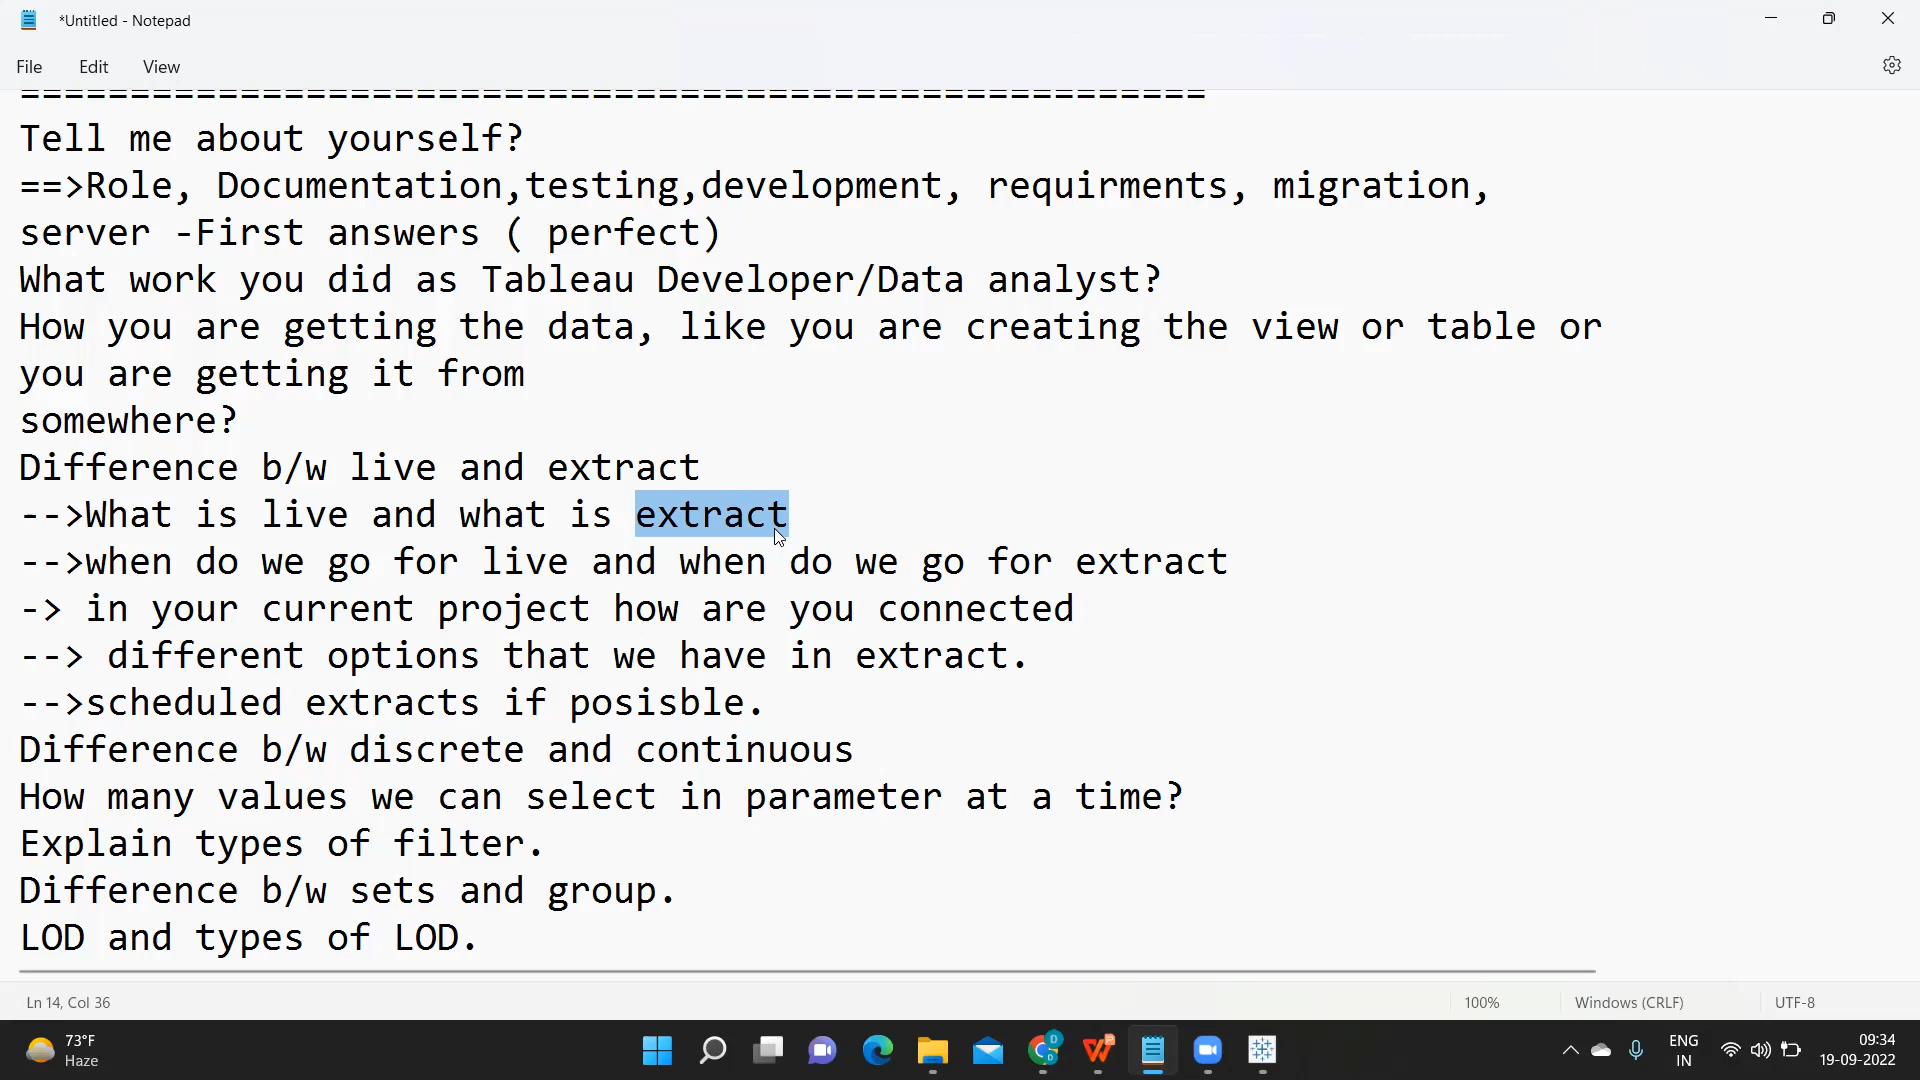 *Untitled - Notepad
File Edit View
======================================================
Tell me about yourself?
==>Role, Documentation,testing,development, requirments, migration,
server -First answers ( perfect)
What work you did as Tableau Developer/Data analyst?
How you are getting the data, like you are creating the view or table or
you are getting it from
somewhere?
Difference b/w live and extract
-->What is live and what is extract
-->when do we go for live and when do we go for extract
-> in your current project how are you connected
--> different options that we have in extract.
-->scheduled extracts if posisble.
Difference b/w discrete and continuous
How many values we can select in parameter at a time?
Explain types of filter.
Difference b/w sets and group.
LOD and types of LOD.
Ln 14, Col 36 100% Windows (CRLF) UTF-8
73°F
Haze
D
D
ENG
IN
09:34
19-09-2022